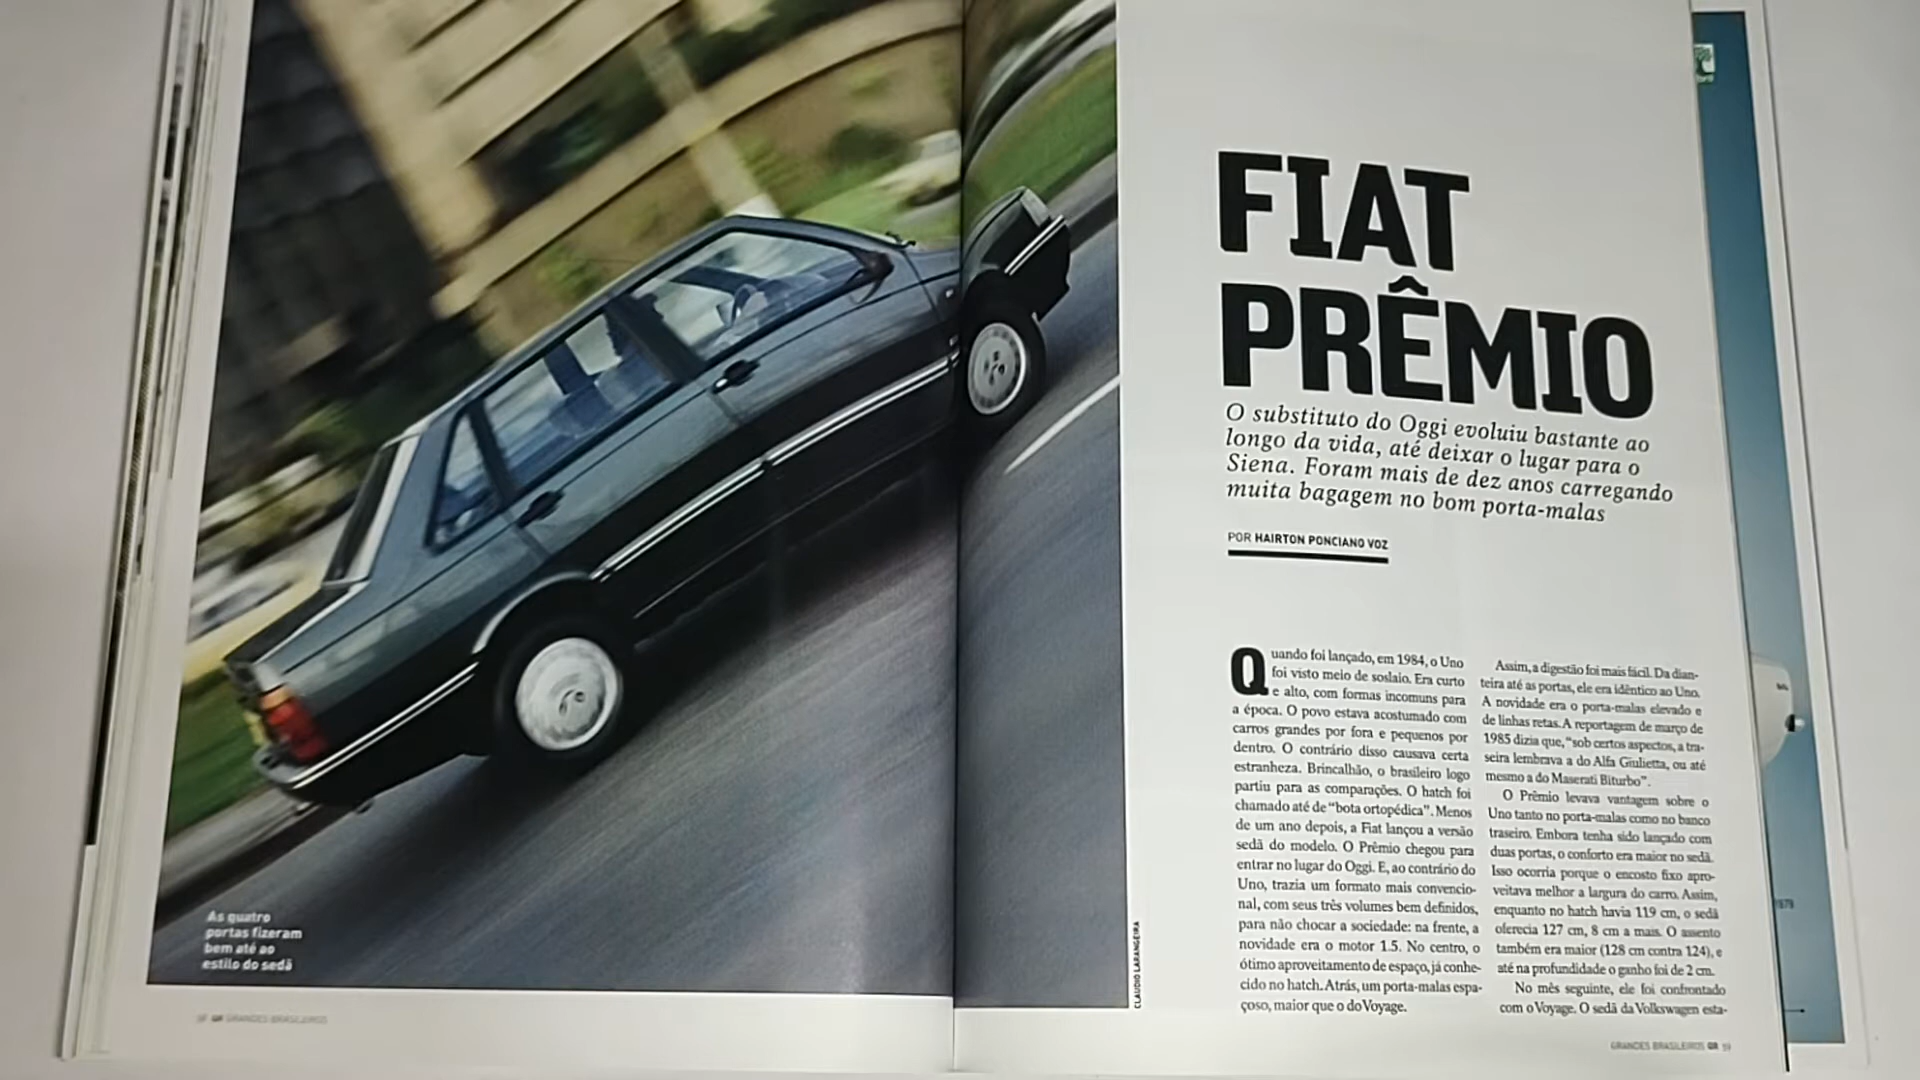 As quatro
portas fizeram
bem até ao
estilo do sedã
GRANDES BRASILEIROS
CLAUDIO LARANGEIRA
FIAT
PRÊMIO
O substituto do Oggi evoluiu bastante ao
longo da vida, até deixar o lugar para o
Siena. Foram mais de dez anos carregando
muita bagagem no bom porta-malas
POR HAIRTON PONCIANO VOZ
Quando foi lançado, em 1984, o Uno
foi visto meio de soslaio. Era curto
e alto, com formas incomuns para
a época. O povo estava acostumado com
carros grandes por fora e pequenos por
dentro. O contrário disso causava certa
estranheza. Brincalhão, o brasileiro logo
partiu para as comparações. O hatch foi
chamado até de “bota ortopédica”. Menos
de um ano depois, a Fiat lançou a versão
sedã do modelo. O Prêmio chegou para
entrar no lugar do Oggi. E, ao contrário do
Uno, trazia um formato mais convencio-
nal, com seus três volumes bem definidos,
para não chocar a sociedade: na frente, a
novidade era o motor 1.5. No centro, o
ótimo aproveitamento de espaço, já conhe-
cido no hatch. Atrás, um porta-malas espa-
çoso, maior que o do Voyage.
Assim, a digestão foi mais fácil. Da dian-
teira até as portas, ele era idêntico ao Uno.
A novidade era o porta-malas elevado e
de linhas retas. A reportagem de março de
1985 dizia que, “sob certos aspectos, a tra-
seira lembrava a do Alfa Giulietta, ou até
mesmo a do Maserati Biturbo”.
O Prêmio levava vantagem sobre o
Uno tanto no porta-malas como no banco
traseiro. Embora tenha sido lançado com
duas portas, o conforto era maior no sedã.
Isso ocorria porque o encosto fixo apro-
veitava melhor a largura do carro. Assim,
enquanto no hatch havia 119 cm, o sedã
oferecia 127 cm, 8 cm a mais. O assento
também era maior (128 cm contra 124), e
até na profundidade o ganho foi de 2 cm.
No mês seguinte, ele foi confrontado
com o Voyage. O sedã da Volkswagen esta-
GRANDES BRASILEIROS QR 59